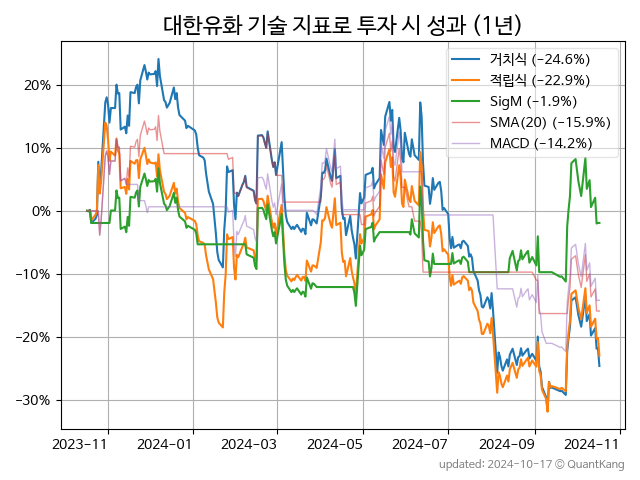 대한유화 기술 지표로 투자 시 성과 (1년)
거치식 (−24.6%)
적립식 (−22.9%)
SigM (−1.9%)
SMA(20) (−15.9%)
MACD (−14.2%)
20%
10%
0%
−10%
−20%
−30%
2023-11 2024-01 2024-03 2024-05 2024-07 2024-09 2024-11
updated: 2024-10-17 © QuantKang